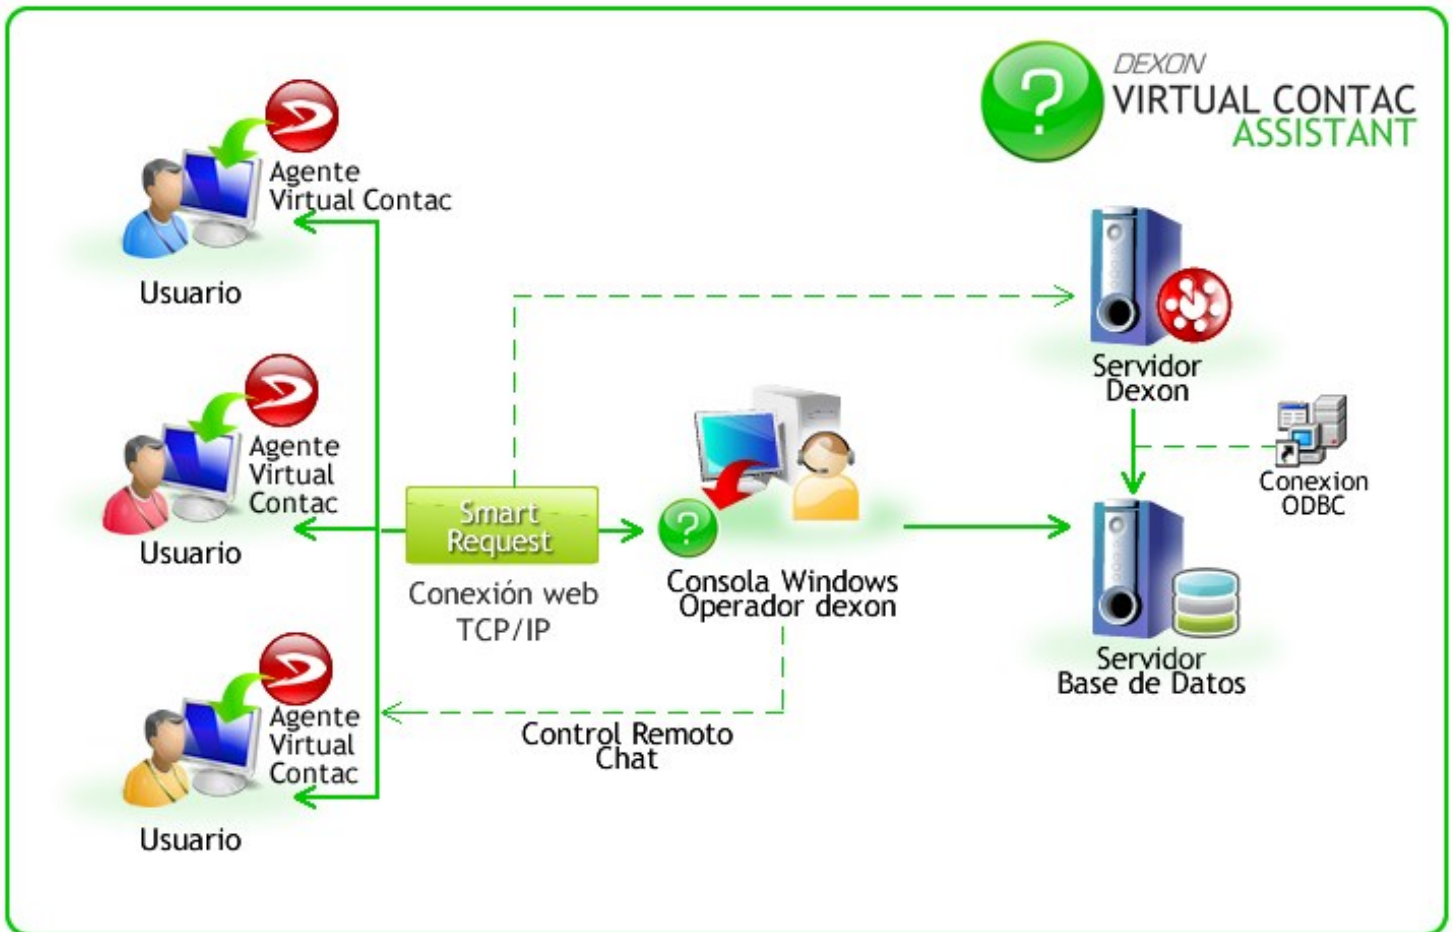 DEXON
VIRTUAL CONTAC
ASSISTANT
Agente
Virtual Contac
Usuario
Agente
Virtual
Contac
Usuario
Agente
Virtual
Contac
Usuario
Smart
Request
Conexión web
TCP/IP
Consola Windows
Operador dexon
Control Remoto
Chat
Servidor
Dexon
Conexion
ODBC
Servidor
Base de Datos